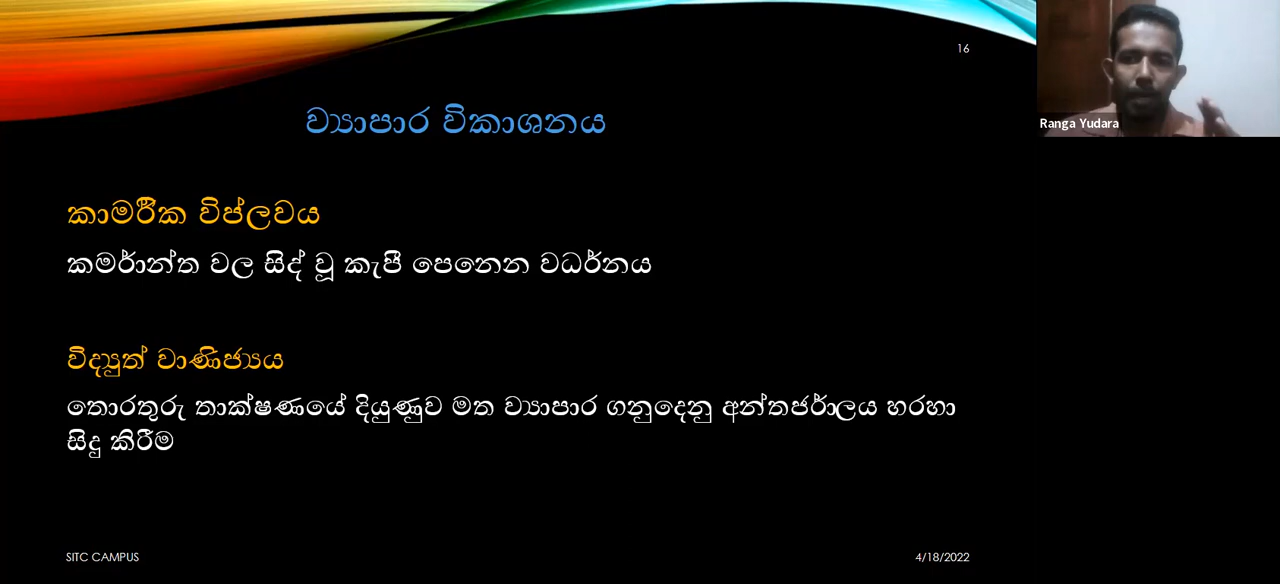 16
ව්‍යාපාර විකාශනය
කාර්මික විප්ලවය
කර්මාන්ත වල සිද් වූ කැපී පෙනෙන වර්ධනය
විද්‍යුත් වාණිජ්‍යය
තොරතුරු තාක්ෂණයේ දියුණුව මත ව්‍යාපාර ගනුදෙනු අන්තර්ජාලය හරහා
සිදු කිරීම
SITC CAMPUS
4/18/2022
Ranga Yudara